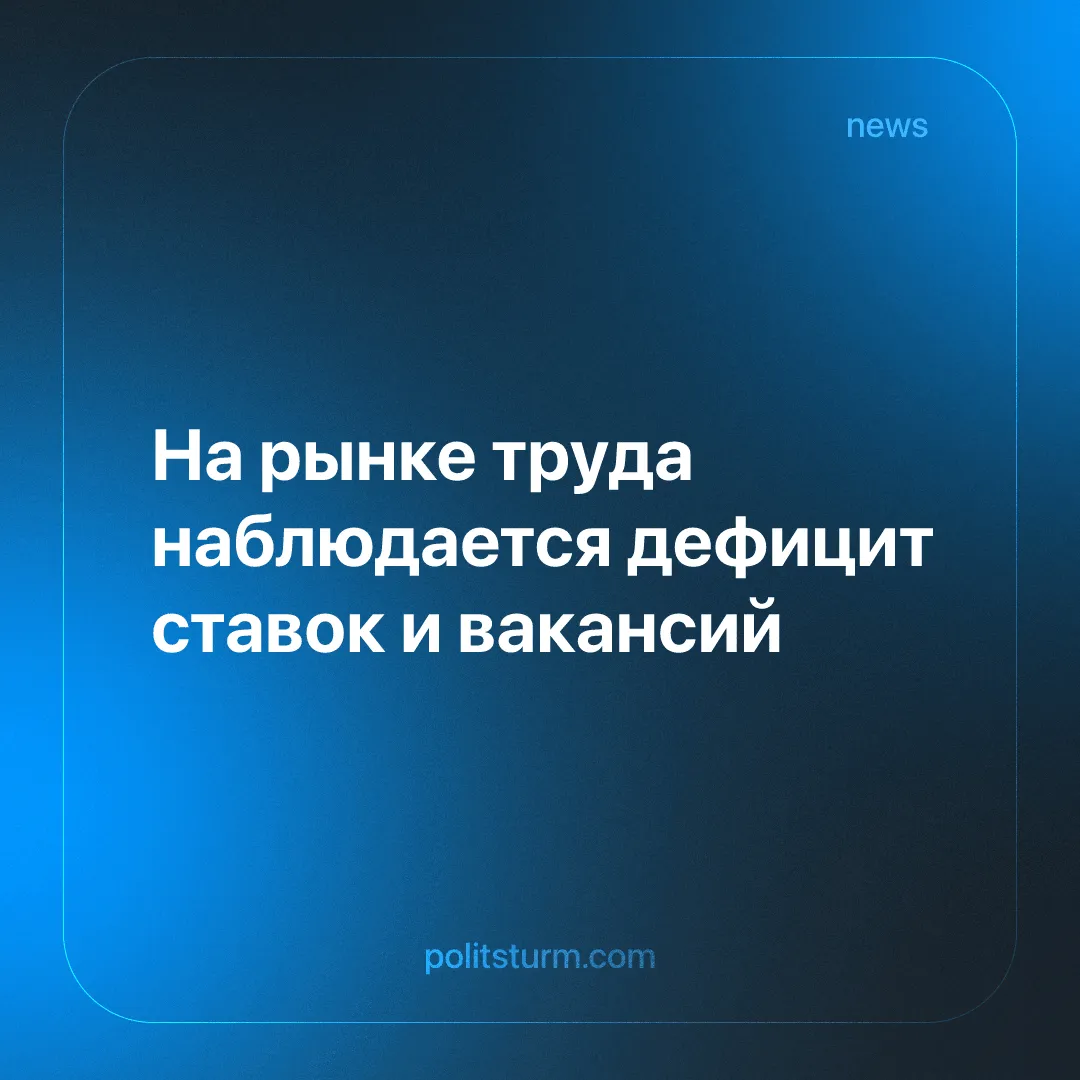 news
На рынке труда
наблюдается дефицит
ставок и вакансий
politsturm.com